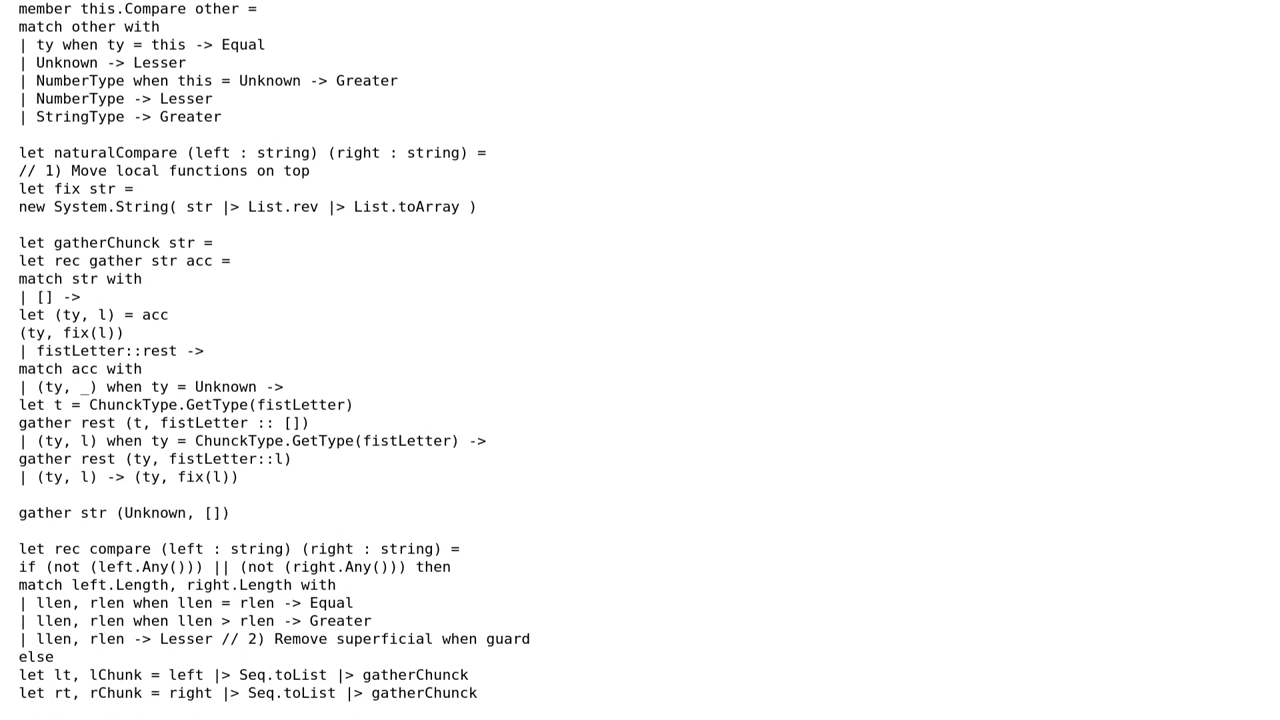 member this.Compare other =
match other with
| ty when ty = this -> Equal
| Unknown -> Lesser
| NumberType when this = Unknown -> Greater
| NumberType -> Lesser
| StringType -> Greater
let naturalCompare (left : string) (right : string) =
// 1) Move local functions on top
let fix str =
new System.String( str |> List.rev |> List.toArray )
let gatherChunck str =
let rec gather str acc =
match str with
| [] ->
let (ty, l) = acc
(ty, fix(l))
| fistLetter::rest ->
match acc with
| (ty, _) when ty = Unknown ->
let t = ChunckType.GetType(fistLetter)
gather rest (t, fistLetter :: [])
| (ty, l) when ty = ChunckType.GetType(fistLetter) ->
gather rest (ty, fistLetter::l)
| (ty, l) -> (ty, fix(l))
gather str (Unknown, [])
let rec compare (left : string) (right : string) =
if (not (left.Any())) || (not (right.Any())) then
match left.Length, right.Length with
| llen, rlen when llen = rlen -> Equal
| llen, rlen when llen > rlen -> Greater
| llen, rlen -> Lesser // 2) Remove superficial when guard
else
let lt, lChunk = left |> Seq.toList |> gatherChunck
let rt, rChunk = right |> Seq.toList |> gatherChunck